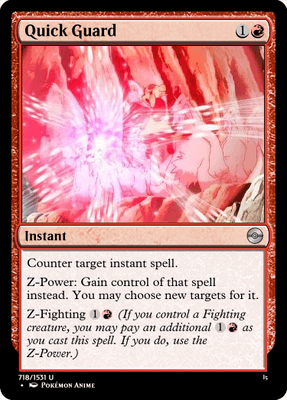 Quick Guard 1
Instant
Counter target instant spell.
Z-Power: Gain control of that spell
instead. You may choose new targets for it.
Z-Fighting 1 (If you control a Fighting
creature, you may pay an additional 1 as
you cast this spell. If you do, use the
Z-Power.)
718/1531 U
• Pokémon Anime
Is